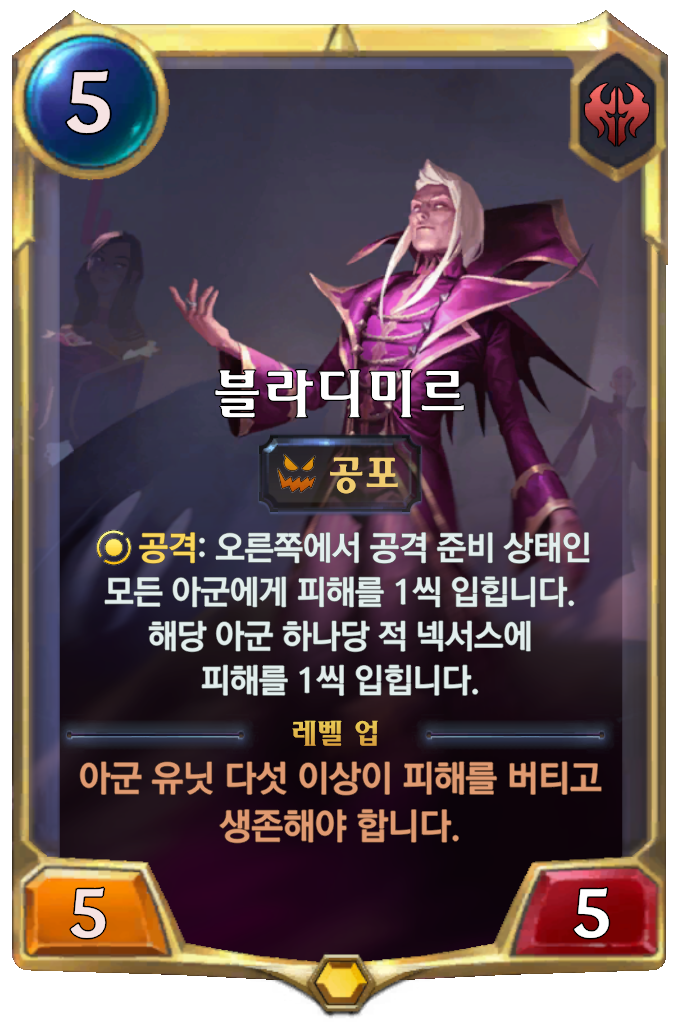 5
블라디미르
공포
공격: 오른쪽에서 공격 준비 상태인
모든 아군에게 피해를 1씩 입힙니다.
해당 아군 하나당 적 넥서스에
피해를 1씩 입힙니다.
레벨 업
아군 유닛 다섯 이상이 피해를 버티고
생존해야 합니다.
5
5